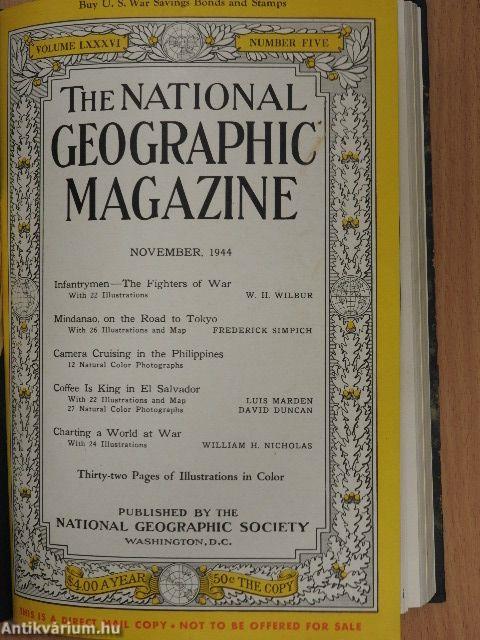 Buy U. S. War Savings Bonds and Stamps
VOLUME LXXXVI NUMBER FIVE
THE NATIONAL
GEOGRAPHIC
MAGAZINE
NOVEMBER, 1944
Infantrymen—The Fighters of War
With 22 Illustrations W. H. WILBUR
Mindanao, on the Road to Tokyo
With 26 Illustrations and Map FREDERICK SIMPICH
Camera Cruising in the Philippines
12 Natural Color Photographs
Coffee Is King in El Salvador
With 22 Illustrations and Map LUIS MARDEN
27 Natural Color Photographs DAVID DUNCAN
Charting a World at War
With 24 Illustrations WILLIAM H. NICHOLAS
Thirty-two Pages of Illustrations in Color
PUBLISHED BY THE
NATIONAL GEOGRAPHIC SOCIETY
WASHINGTON, D.C.
$4.00 A YEAR 50¢ THE COPY
THIS IS A DIRECT MAIL COPY • NOT TO BE OFFERED FOR SALE
Antikvárium.hu